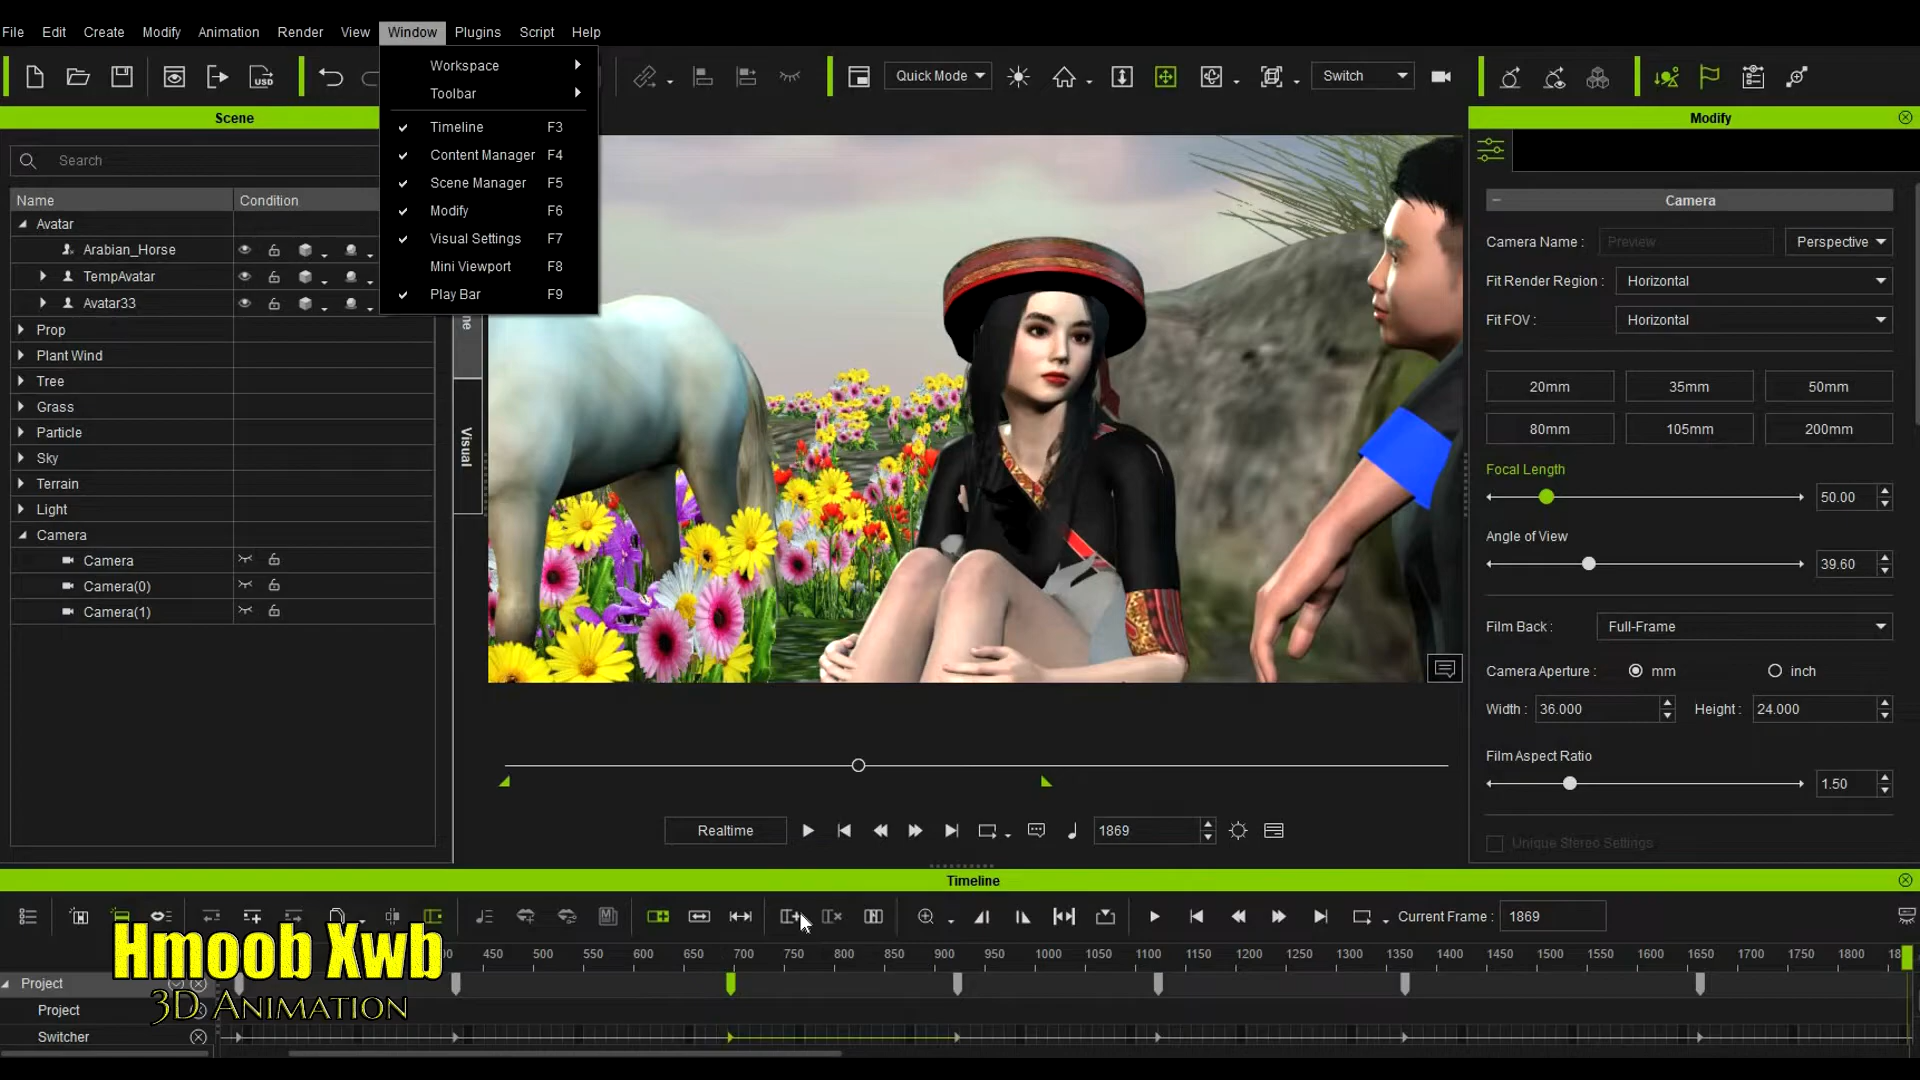 File Edit Create Modify Animation Render View Window Plugins Script Help
Workspace
Toolbar
Timeline F3
Content Manager F4
Scene Manager F5
Modify F6
Visual Settings F7
Mini Viewport F8
Play Bar F9
USD
Quick Mode
Switch
Scene
Search
Name Condition
Avatar
Arabian_Horse
TempAvatar
Avatar33
Prop
Plant Wind
Tree
Grass
Particle
Sky
Terrain
Light
Camera
Camera
Camera(0)
Camera(1)
ne
Visual
Modify
Camera
Camera Name : Preview Perspective
Fit Render Region : Horizontal
Fit FOV : Horizontal
20mm 35mm 50mm
80mm 105mm 200mm
Focal Length
50.00
Angle of View
39.60
Film Back : Full-Frame
Camera Aperture : mm inch
Width : 36.000 Height : 24.000
Film Aspect Ratio
1.50
Unique Stereo Settings
Realtime 1869
Timeline
Current Frame : 1869
450 500 550 600 650 700 750 800 850 900 950 1000 1050 1100 1150 1200 1250 1300 1350 1400 1450 1500 1550 1600 1650 1700 1750 1800 18
Hmoob Xwb
3D Animation
Project
Project
Switcher